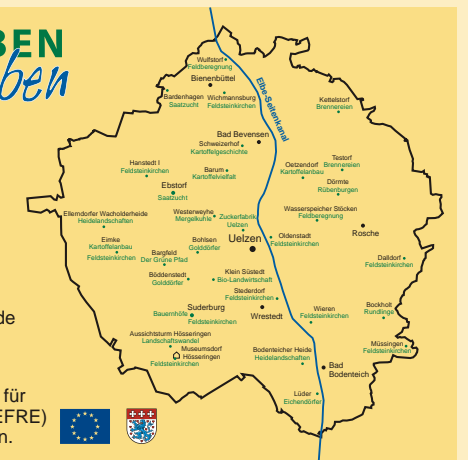 BEN
ben
Wulfstorf
Feldberegnung
Bienenbüttel
Bardenhagen
Saatzucht
Wichmannsburg
Feldsteinkirchen
Elbe-Seitenkanal
Kettelstorf
Brennereien
Bad Bevensen
Schweizerhof
Kartoffelgeschichte
Hanstedt I
Feldsteinkirchen
Barum
Kartoffelvielfalt
Oetzendorf
Kartoffelanbau
Testorf
Brennereien
Dörmte
Rübenburgen
Ebstorf
Saatzucht
Ellerndorfer Wacholderheide
Heidelandschaften
Westerweyhe
Mergelkuhle
Zuckerfabrik
Uelzen
Wasserspeicher Stöcken
Feldberegnung
Rosche
Eimke
Kartoffelanbau
Feldsteinkirchen
Bohlsen
Golddörfer
Uelzen
Oldenstadt
Feldsteinkirchen
Bargfeld
Der Grüne Pfad
Dalldorf
Feldsteinkirchen
Böddenstedt
Golddörfer
Klein Süstedt
Bio-Landwirtschaft
Stederdorf
Feldsteinkirchen
Suderburg
Bauernhöfe
Feldsteinkirchen
Wrestedt
Wieren
Feldsteinkirchen
Bockholt
Rundlinge
Aussichtsturm Hösseringen
Landschaftswandel
Museumsdorf
Hösseringen
Feldsteinkirchen
Bodenteicher Heide
Heidelandschaften
Müssingen
Feldsteinkirchen
Bad
Bodenteich
Lüder
Eichendörfer
de
für
EFRE)
n.